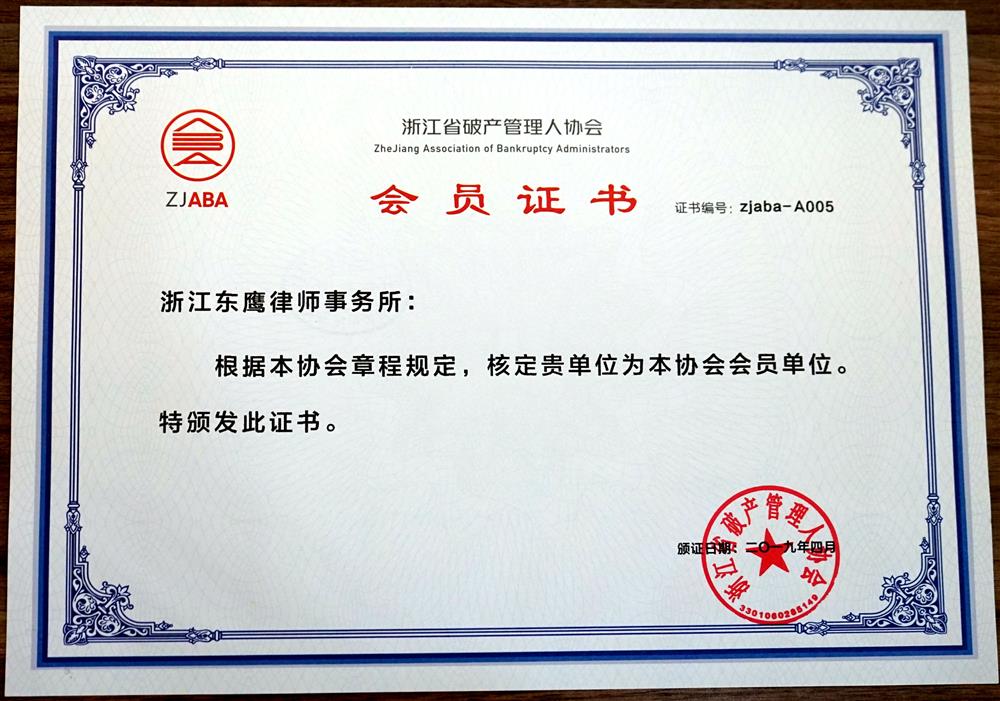 浙江省破产管理人协会
ZheJiang Association of Bankruptcy Administrators
ZJABA
会员证书
证书编号：zjaba-A005
浙江东鹰律师事务所：
根据本协会章程规定，核定贵单位为本协会会员单位。
特颁发此证书。
颁证日期：二〇一九年四月
浙江省破产管理人协会
3301060285149